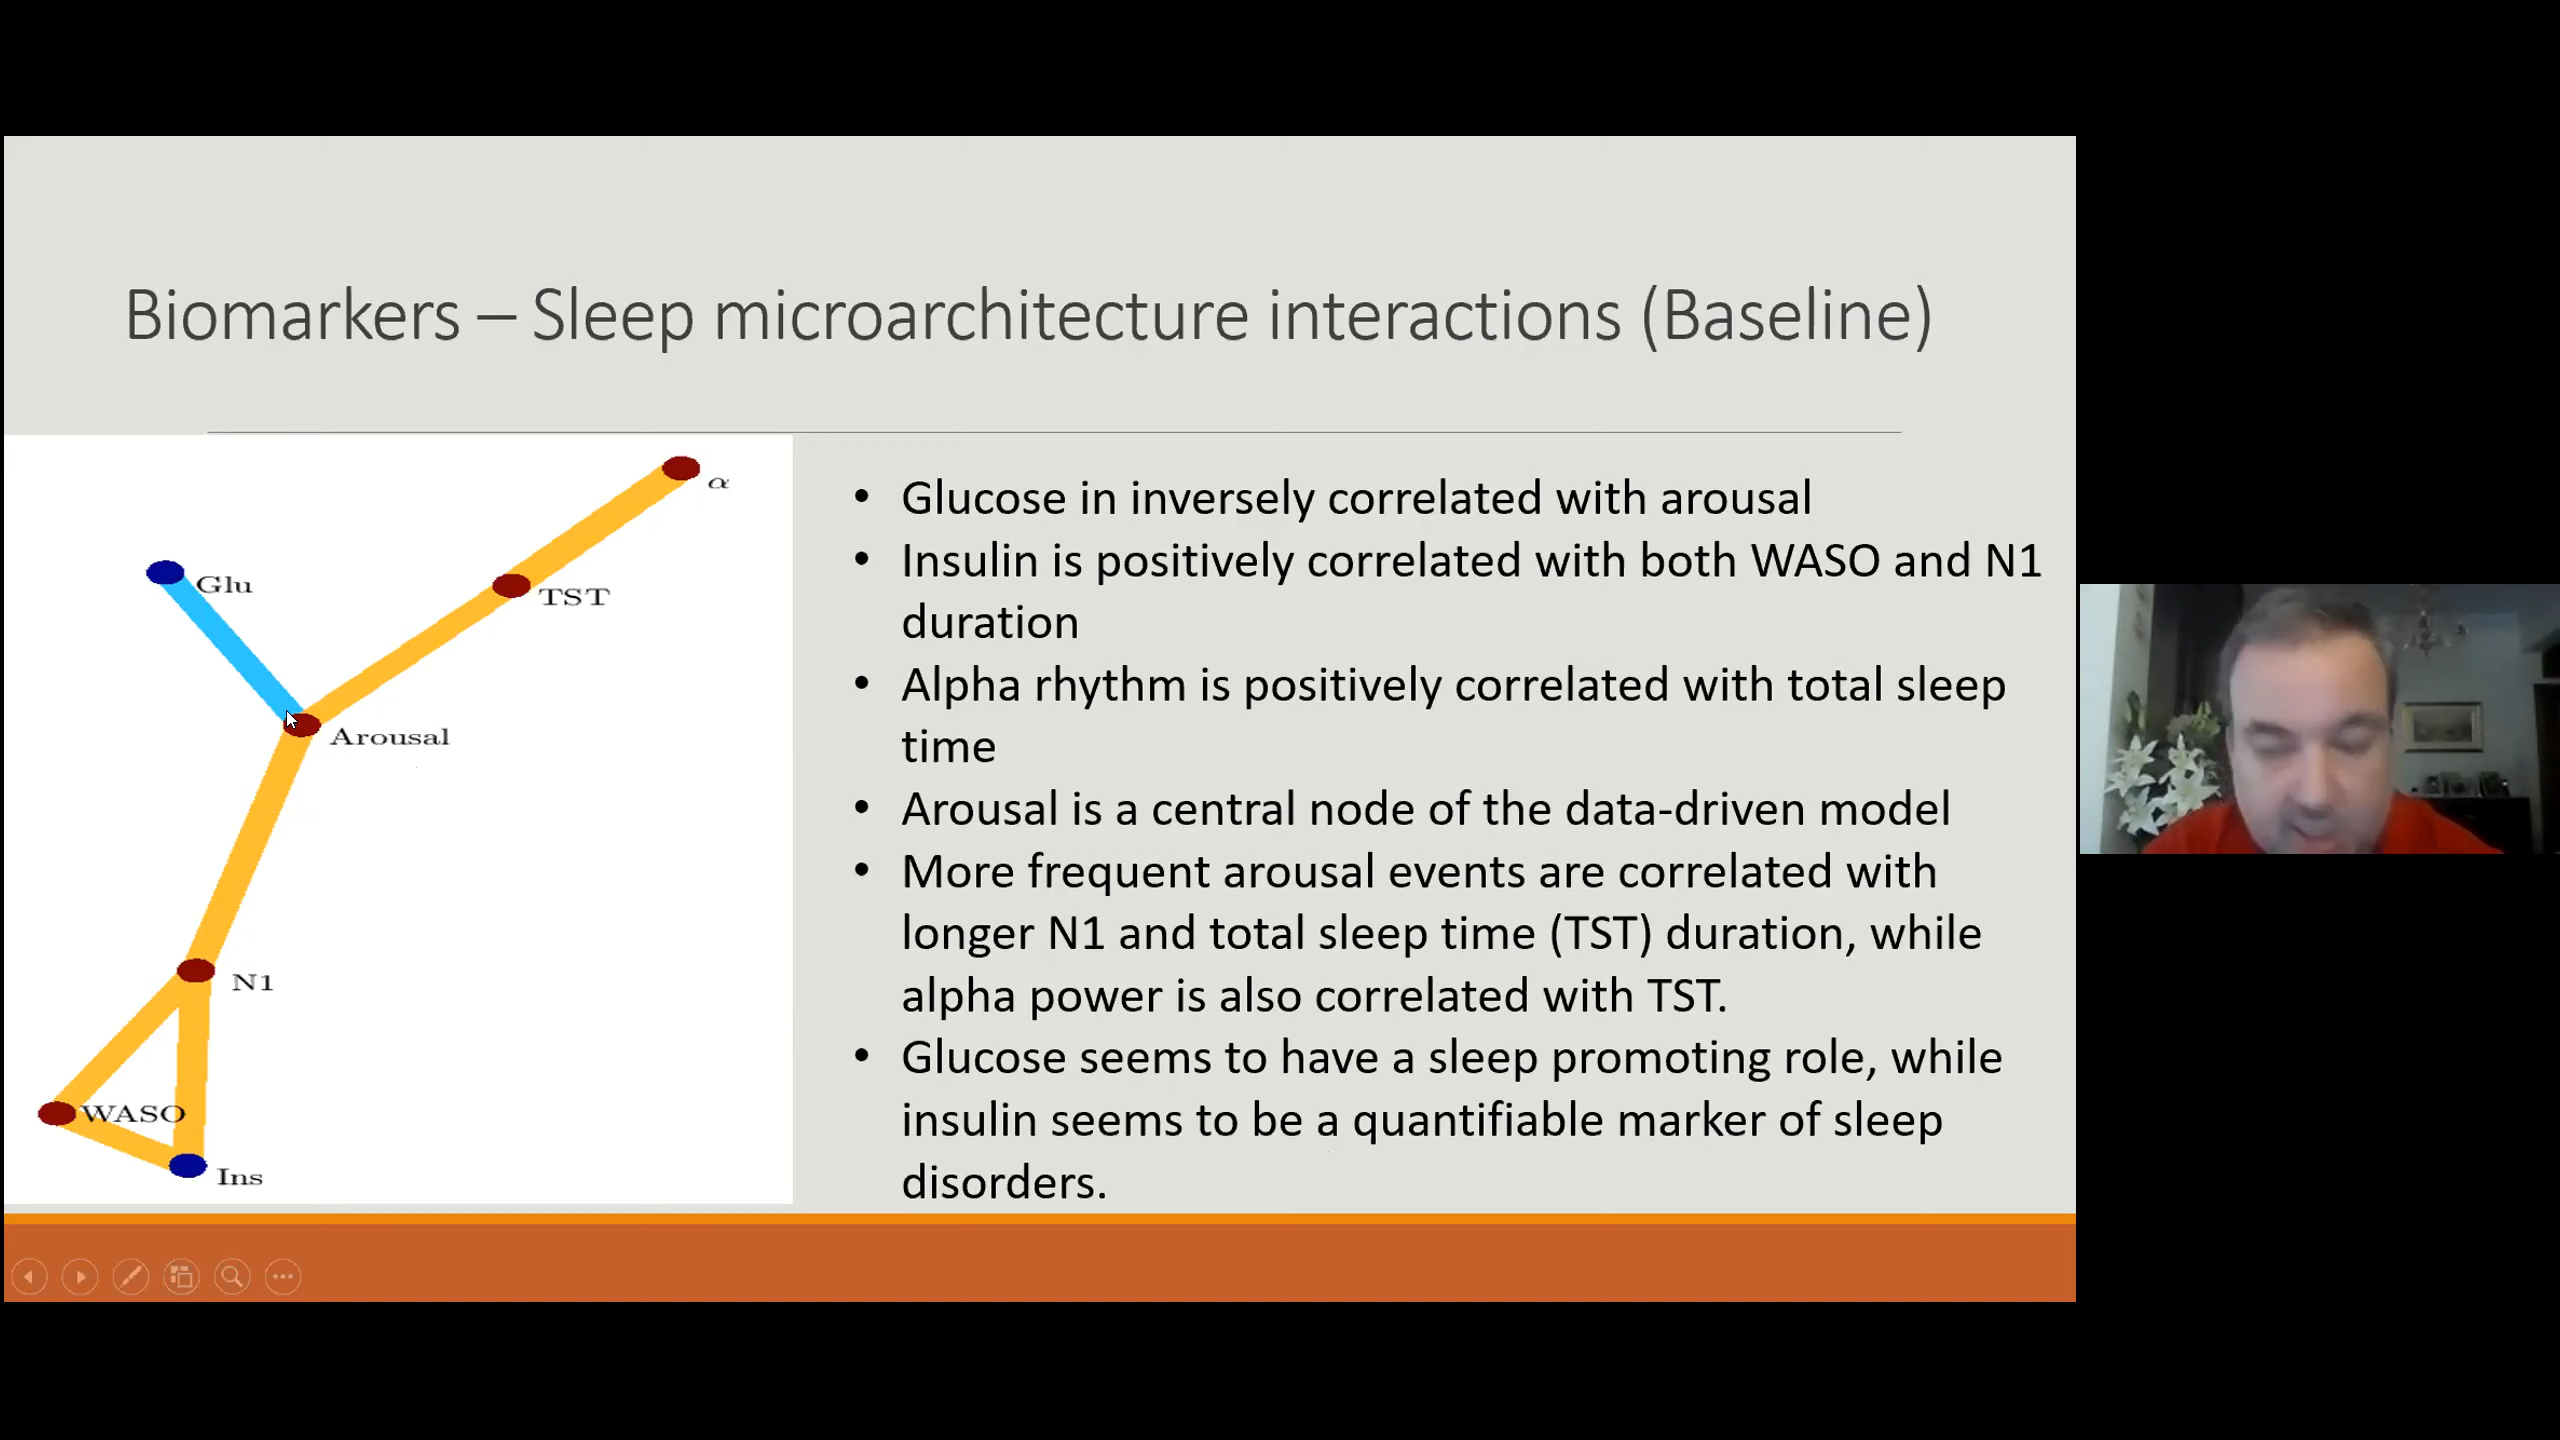 Biomarkers – Sleep microarchitecture interactions (Baseline)
α
Glu
TST
Arousal
N1
WASO
Ins
• Glucose in inversely correlated with arousal
• Insulin is positively correlated with both WASO and N1
duration
• Alpha rhythm is positively correlated with total sleep
time
• Arousal is a central node of the data-driven model
• More frequent arousal events are correlated with
longer N1 and total sleep time (TST) duration, while
alpha power is also correlated with TST.
• Glucose seems to have a sleep promoting role, while
insulin seems to be a quantifiable marker of sleep
disorders.